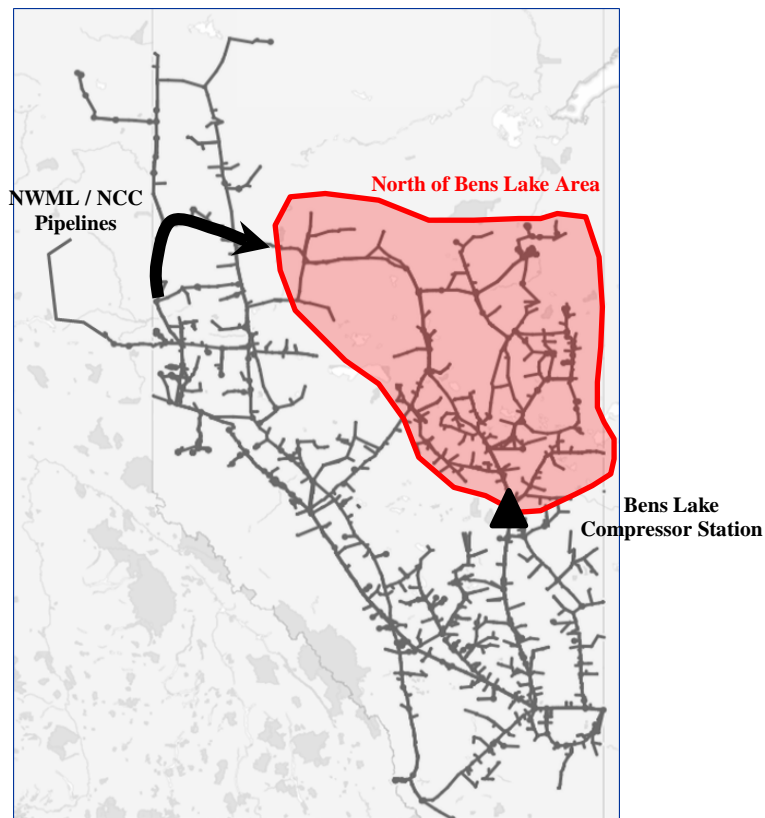 North of Bens Lake Area
NWML / NCC
Pipelines
Bens Lake
Compressor Station